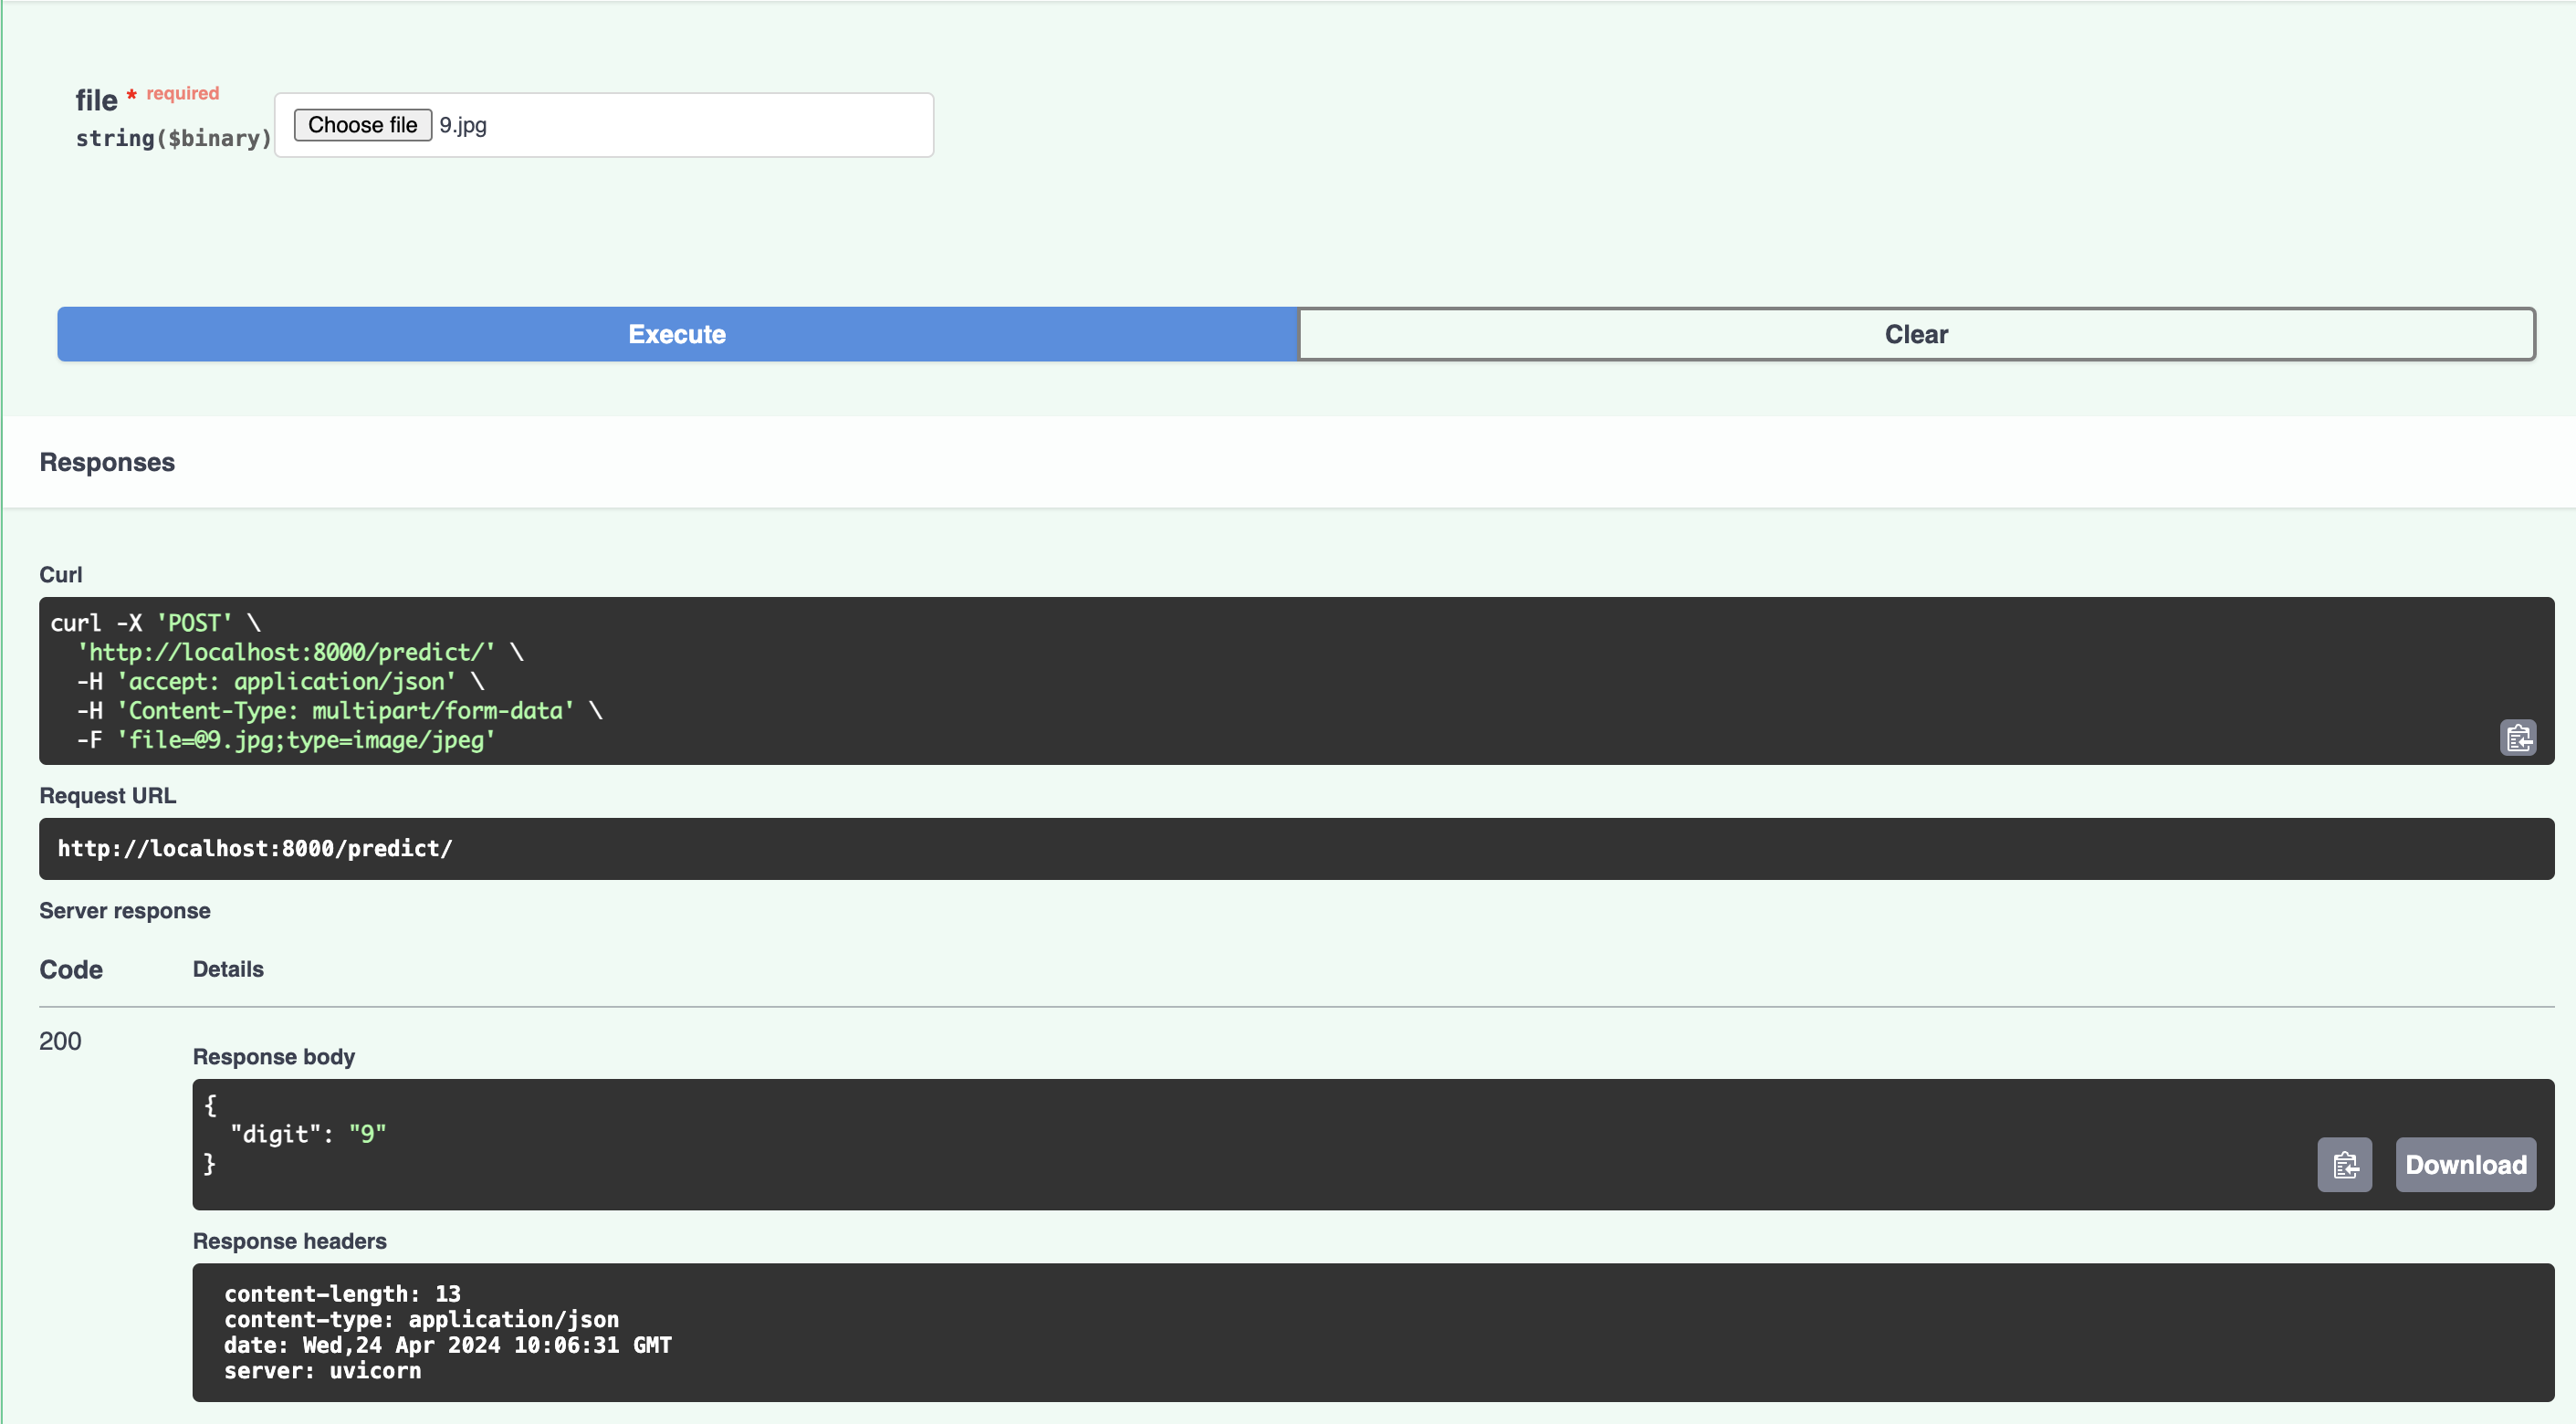 file * required
string($binary)
Choose file 9.jpg
Execute
Clear
Responses
Curl
curl -X 'POST' \
  'http://localhost:8000/predict/' \
  -H 'accept: application/json' \
  -H 'Content-Type: multipart/form-data' \
  -F 'file=@9.jpg;type=image/jpeg'
Request URL
http://localhost:8000/predict/
Server response
Code Details
200
Response body
{
  "digit": "9"
}
Download
Response headers
content-length: 13
content-type: application/json
date: Wed,24 Apr 2024 10:06:31 GMT
server: uvicorn